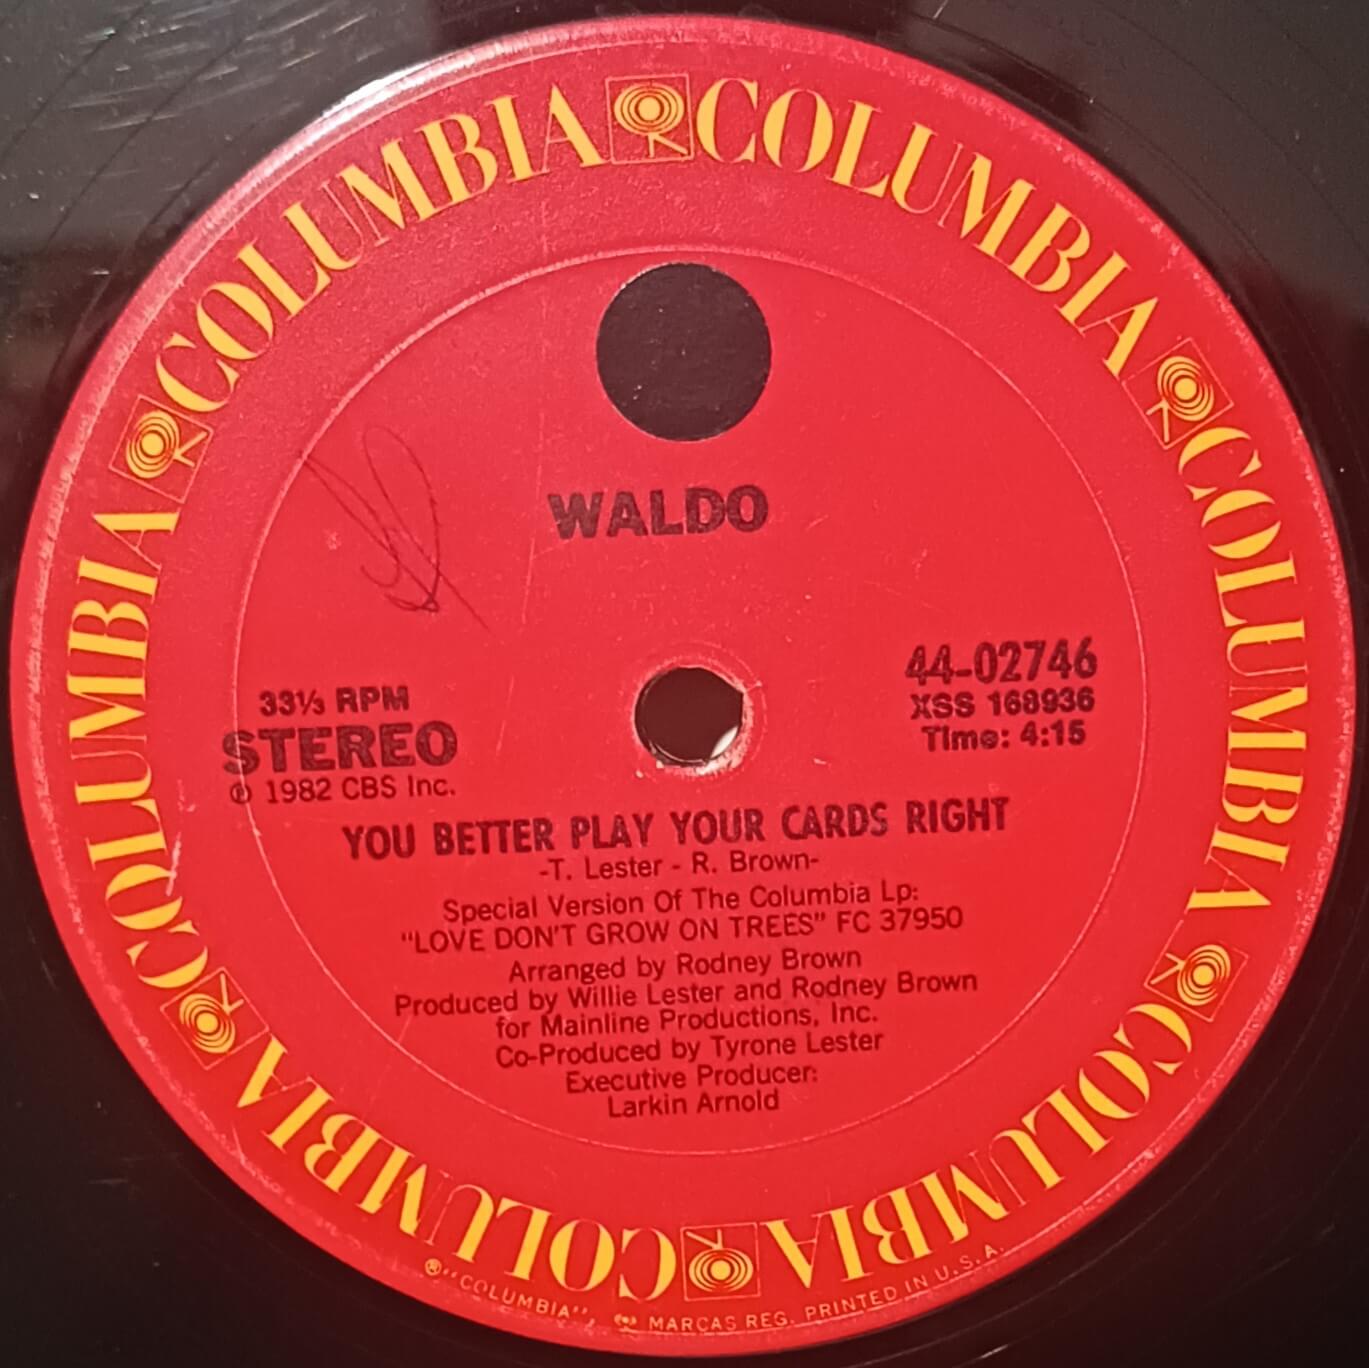 COLUMBIA COLUMBIA COLUMBIA COLUMBIA COLUMBIA COLUMBIA
WALDO
33⅓ RPM
STEREO
℗ 1982 CBS Inc.
44-02746
XSS 168936
Time: 4:15
YOU BETTER PLAY YOUR CARDS RIGHT
-T. Lester - R. Brown-
Special Version Of The Columbia Lp:
"LOVE DON'T GROW ON TREES" FC 37950
Arranged by Rodney Brown
Produced by Willie Lester and Rodney Brown
for Mainline Productions, Inc.
Co-Produced by Tyrone Lester
Executive Producer:
Larkin Arnold
®"COLUMBIA", MARCAS REG. PRINTED IN U.S.A.